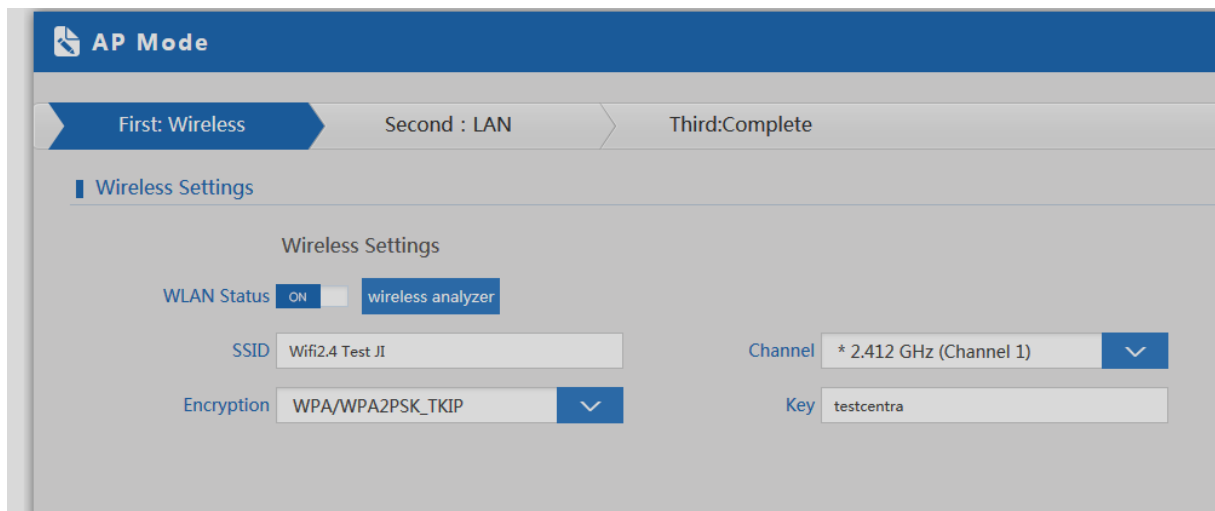 AP Mode
First: Wireless Second : LAN Third:Complete
Wireless Settings
Wireless Settings
WLAN Status ON wireless analyzer
SSID Wifi2.4 Test JI Channel * 2.412 GHz (Channel 1)
Encryption WPA/WPA2PSK_TKIP Key testcentra